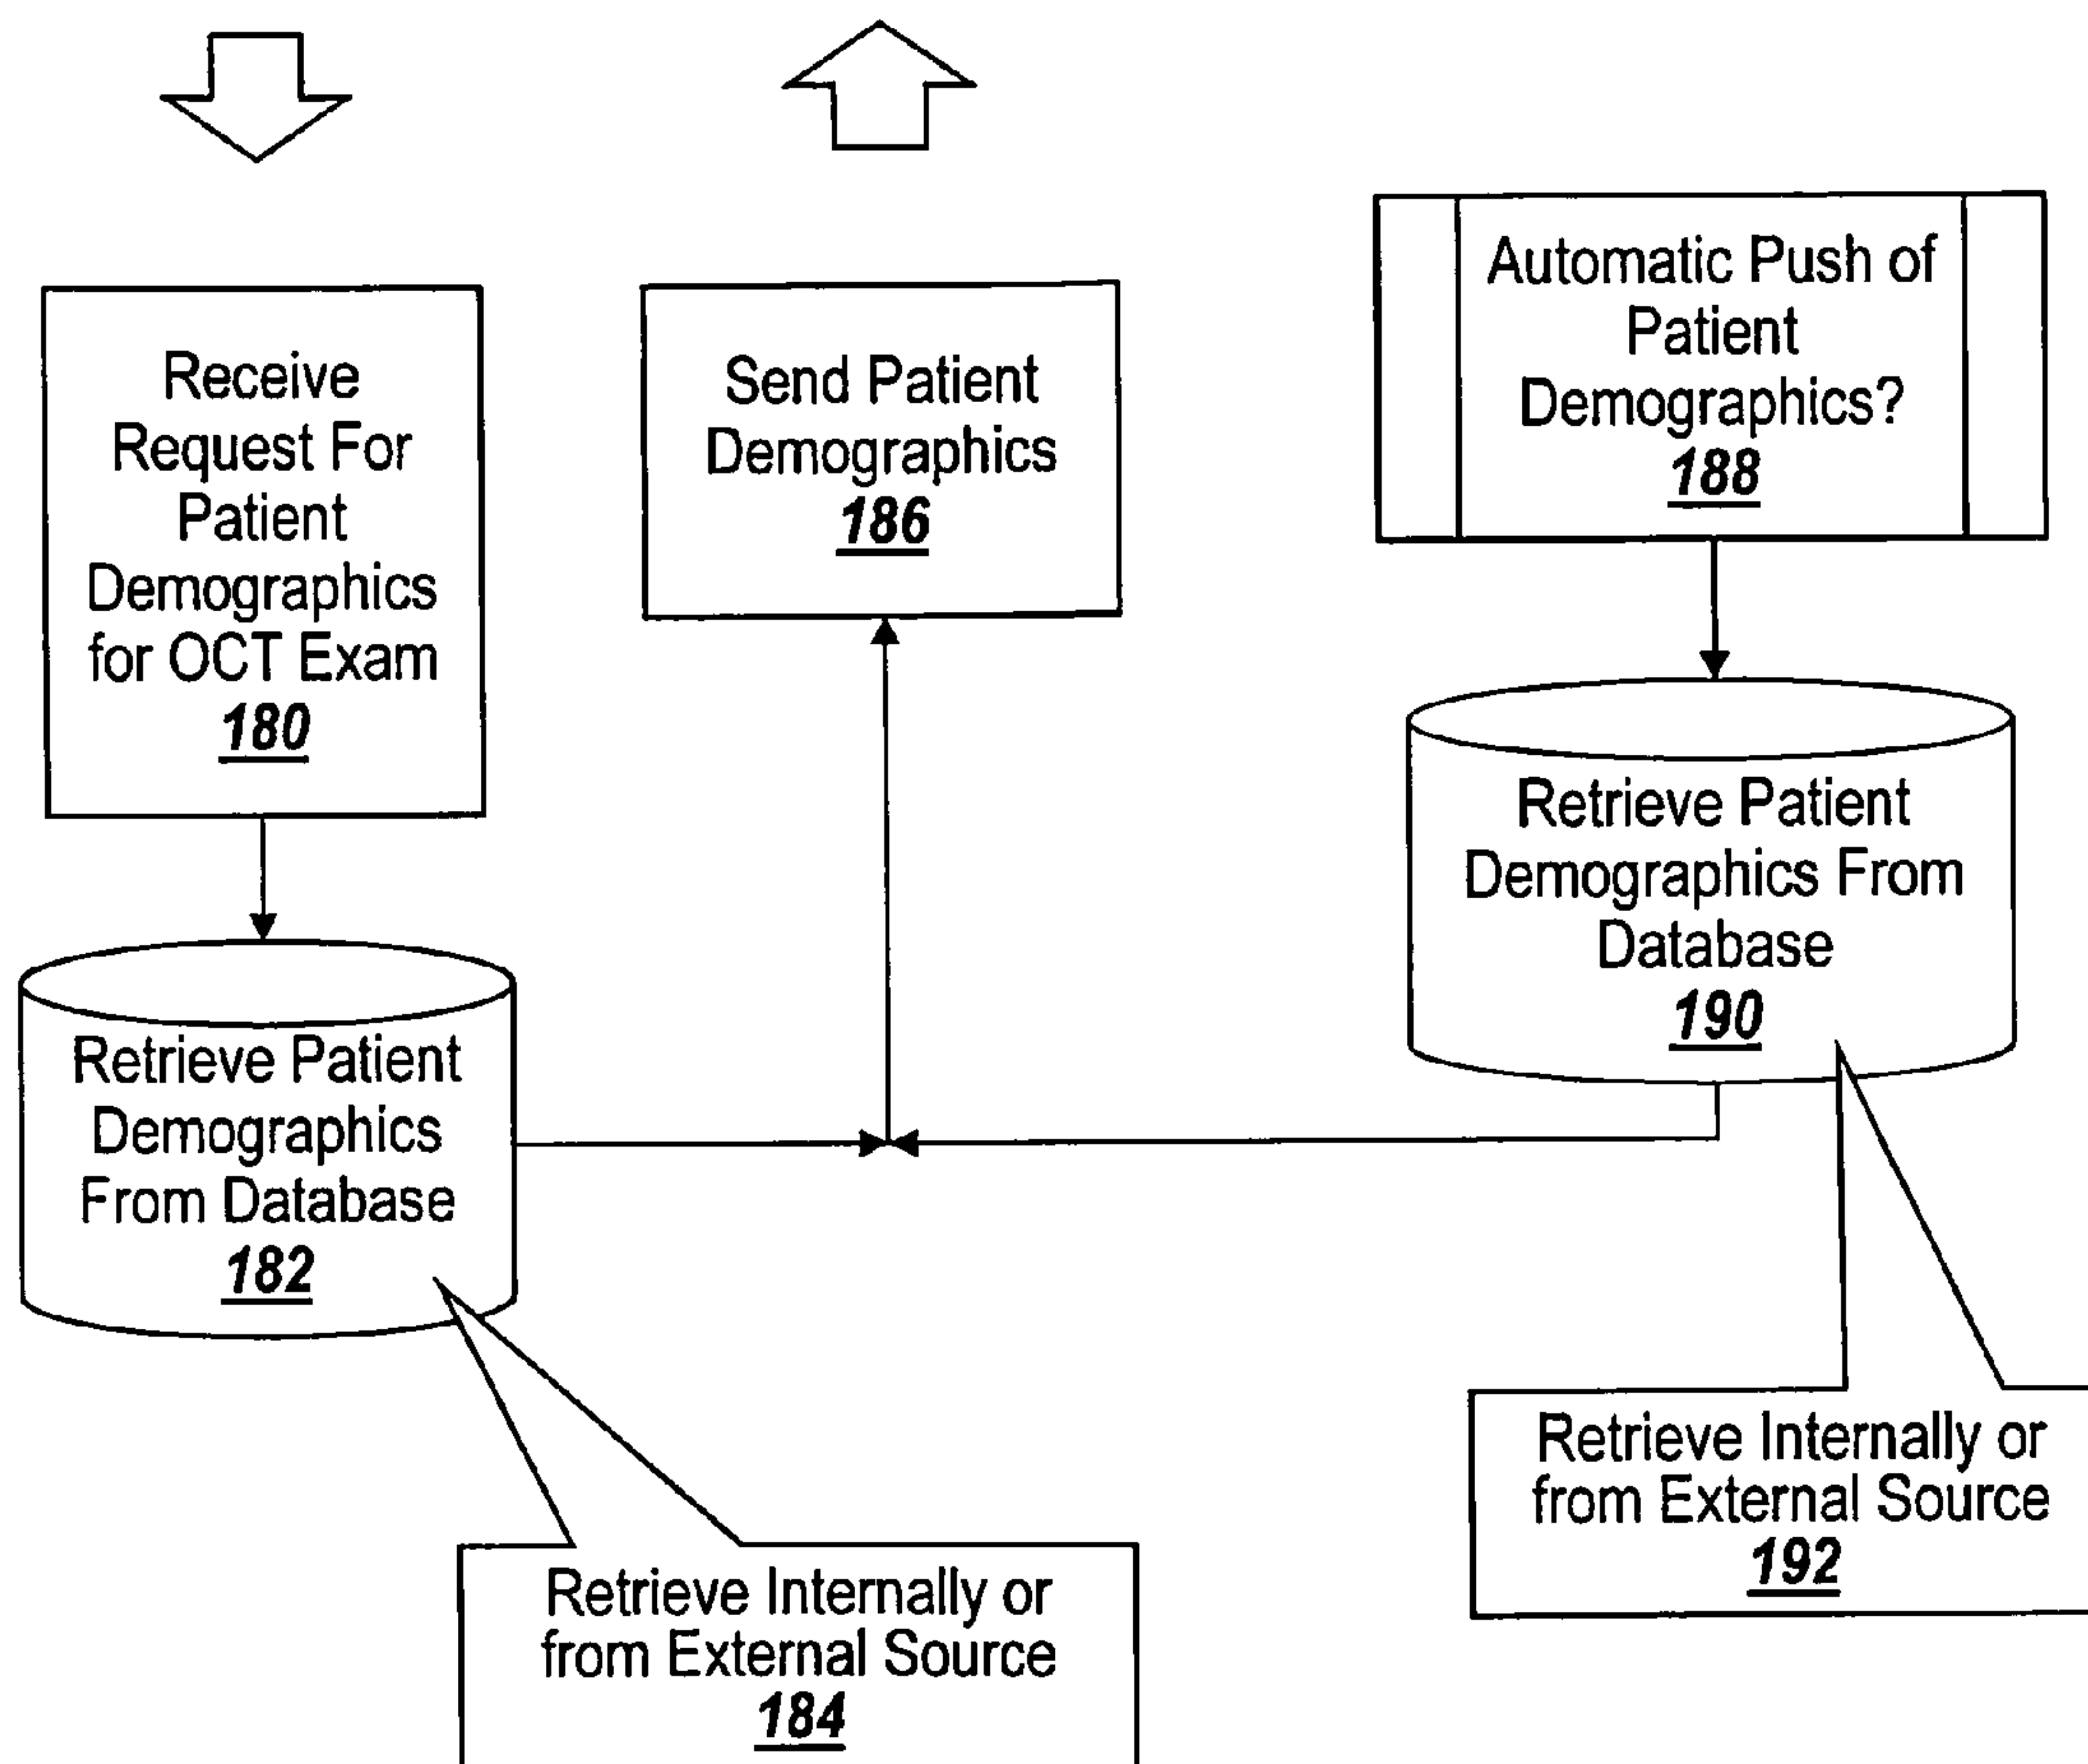 Receive
Request For
Patient
Demographics
for OCT Exam
180
Send Patient
Demographics
186
Automatic Push of
Patient
Demographics?
188
Retrieve Patient
Demographics From
Database
190
Retrieve Patient
Demographics
From Database
182
Retrieve Internally or
from External Source
192
Retrieve Internally or
from External Source
184